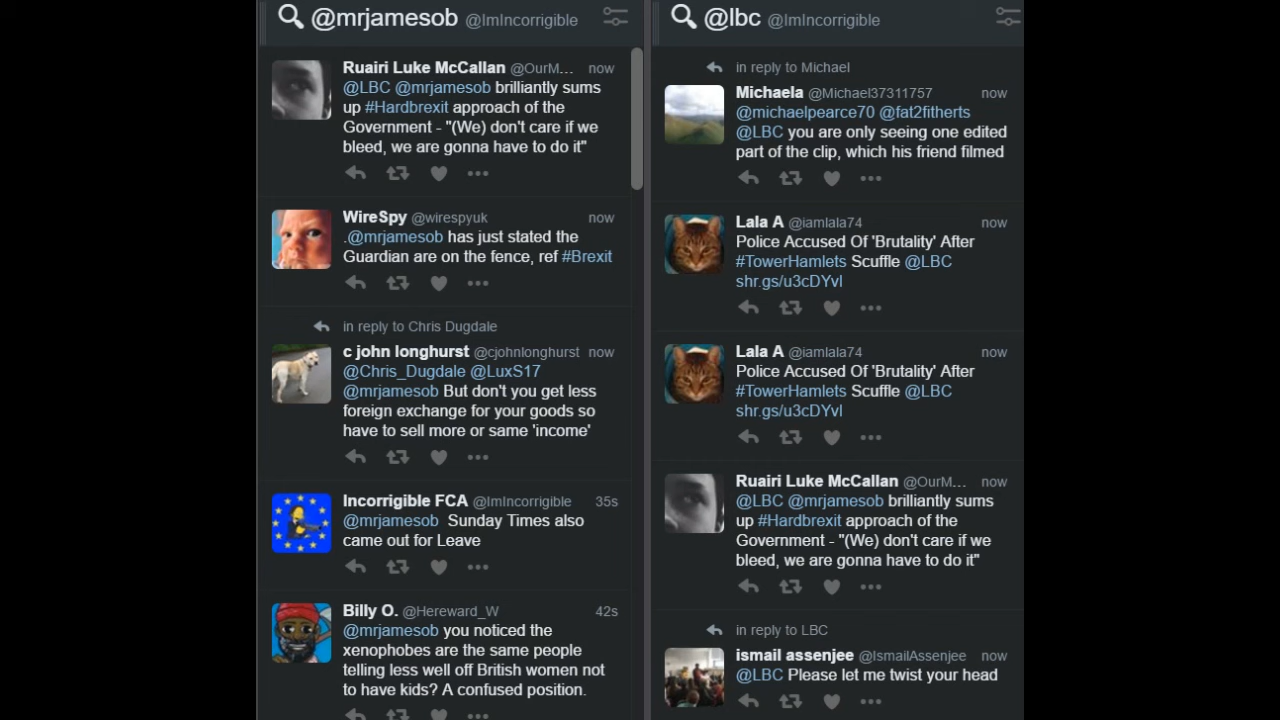 @mrjamesob @ImIncorrigible
Ruairi Luke McCallan @OurM... now
@LBC @mrjamesob brilliantly sums
up #Hardbrexit approach of the
Government - "(We) don't care if we
bleed, we are gonna have to do it"
WireSpy @wirespyuk now
.@mrjamesob has just stated the
Guardian are on the fence, ref #Brexit
in reply to Chris Dugdale
c john longhurst @cjohnlonghurst now
@Chris_Dugdale @LuxS17
@mrjamesob But don't you get less
foreign exchange for your goods so
have to sell more or same 'income'
Incorrigible FCA @ImIncorrigible 35s
@mrjamesob Sunday Times also
came out for Leave
Billy O. @Hereward_W 42s
@mrjamesob you noticed the
xenophobes are the same people
telling less well off British women not
to have kids? A confused position.
@lbc @ImIncorrigible
in reply to Michael
Michaela @Michael37311757 now
@michaelpearce70 @fat2fitherts
@LBC you are only seeing one edited
part of the clip, which his friend filmed
Lala A @iamlala74 now
Police Accused Of 'Brutality' After
#TowerHamlets Scuffle @LBC
shr.gs/u3cDYvl
Lala A @iamlala74 now
Police Accused Of 'Brutality' After
#TowerHamlets Scuffle @LBC
shr.gs/u3cDYvl
Ruairi Luke McCallan @OurM... now
@LBC @mrjamesob brilliantly sums
up #Hardbrexit approach of the
Government - "(We) don't care if we
bleed, we are gonna have to do it"
in reply to LBC
ismail assenjee @IsmailAssenjee now
@LBC Please let me twist your head